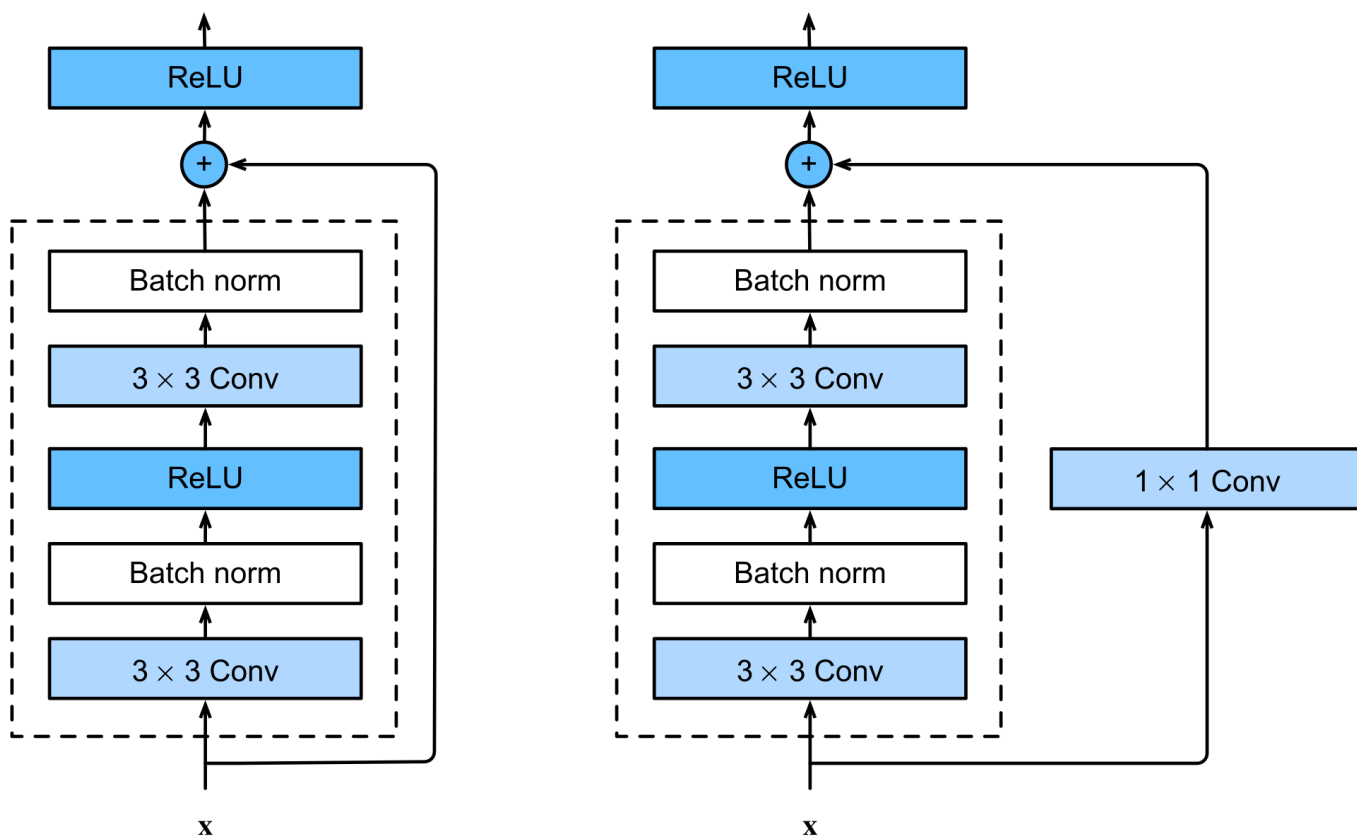 ReLU
+
Batch norm
3 × 3 Conv
ReLU
Batch norm
3 × 3 Conv
x
ReLU
+
Batch norm
3 × 3 Conv
ReLU
Batch norm
3 × 3 Conv
1 × 1 Conv
x